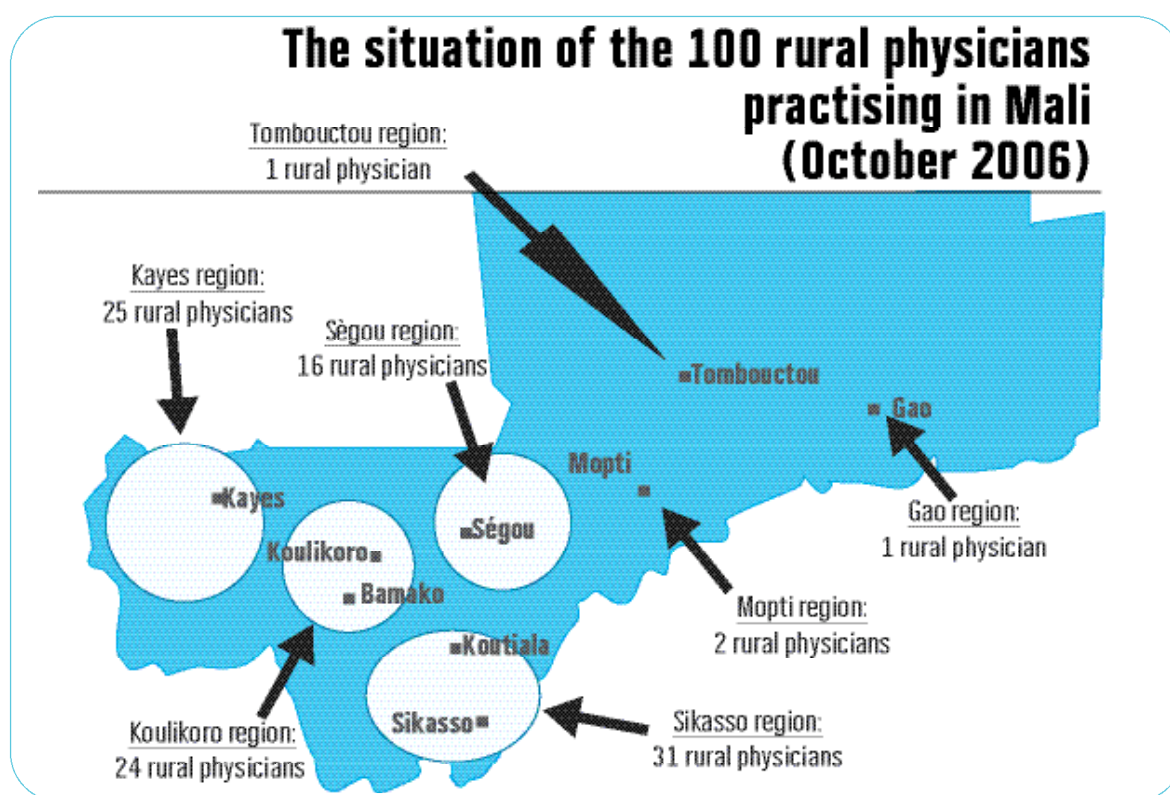 The situation of the 100 rural physicians
practising in Mali
(October 2006)
Tombouctou region:
1 rural physician
Kayes region:
25 rural physicians
Sègou region:
16 rural physicians
Tombouctou
Gao
Mopti
Kayes
Ségou
Koulikoro
Bamako
Gao region:
1 rural physician
Mopti region:
2 rural physicians
Koutiala
Sikasso
Koulikoro region:
24 rural physicians
Sikasso region:
31 rural physicians